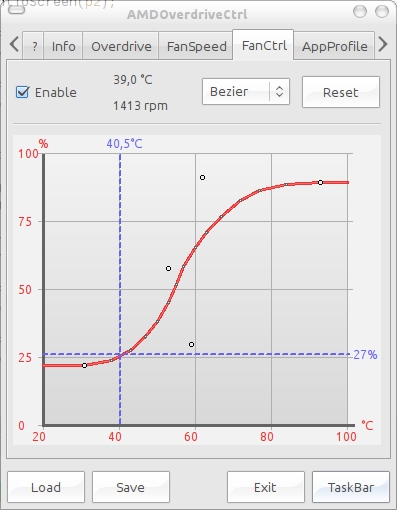 AMDOverdriveCtrl
? Info Overdrive FanSpeed FanCtrl AppProfile
Enable
39,0 °C
1413 rpm
Bezier
Reset
% 40,5°C
100
75
50
27%
25
0
20 40 60 80 100 °C
Load Save Exit TaskBar